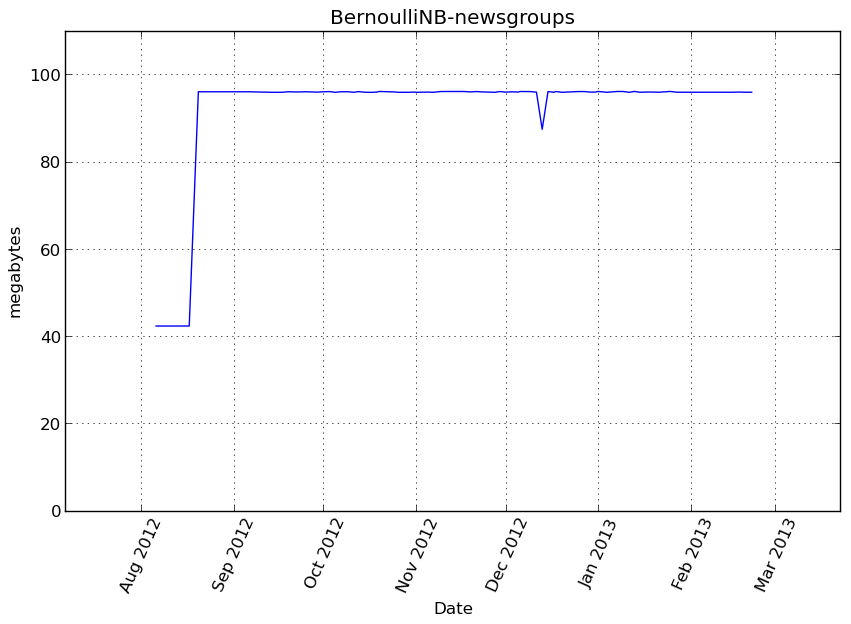 BernoulliNB-newsgroups
megabytes
100
80
60
40
20
0
Aug 2012
Sep 2012
Oct 2012
Nov 2012
Dec 2012
Jan 2013
Feb 2013
Mar 2013
Date